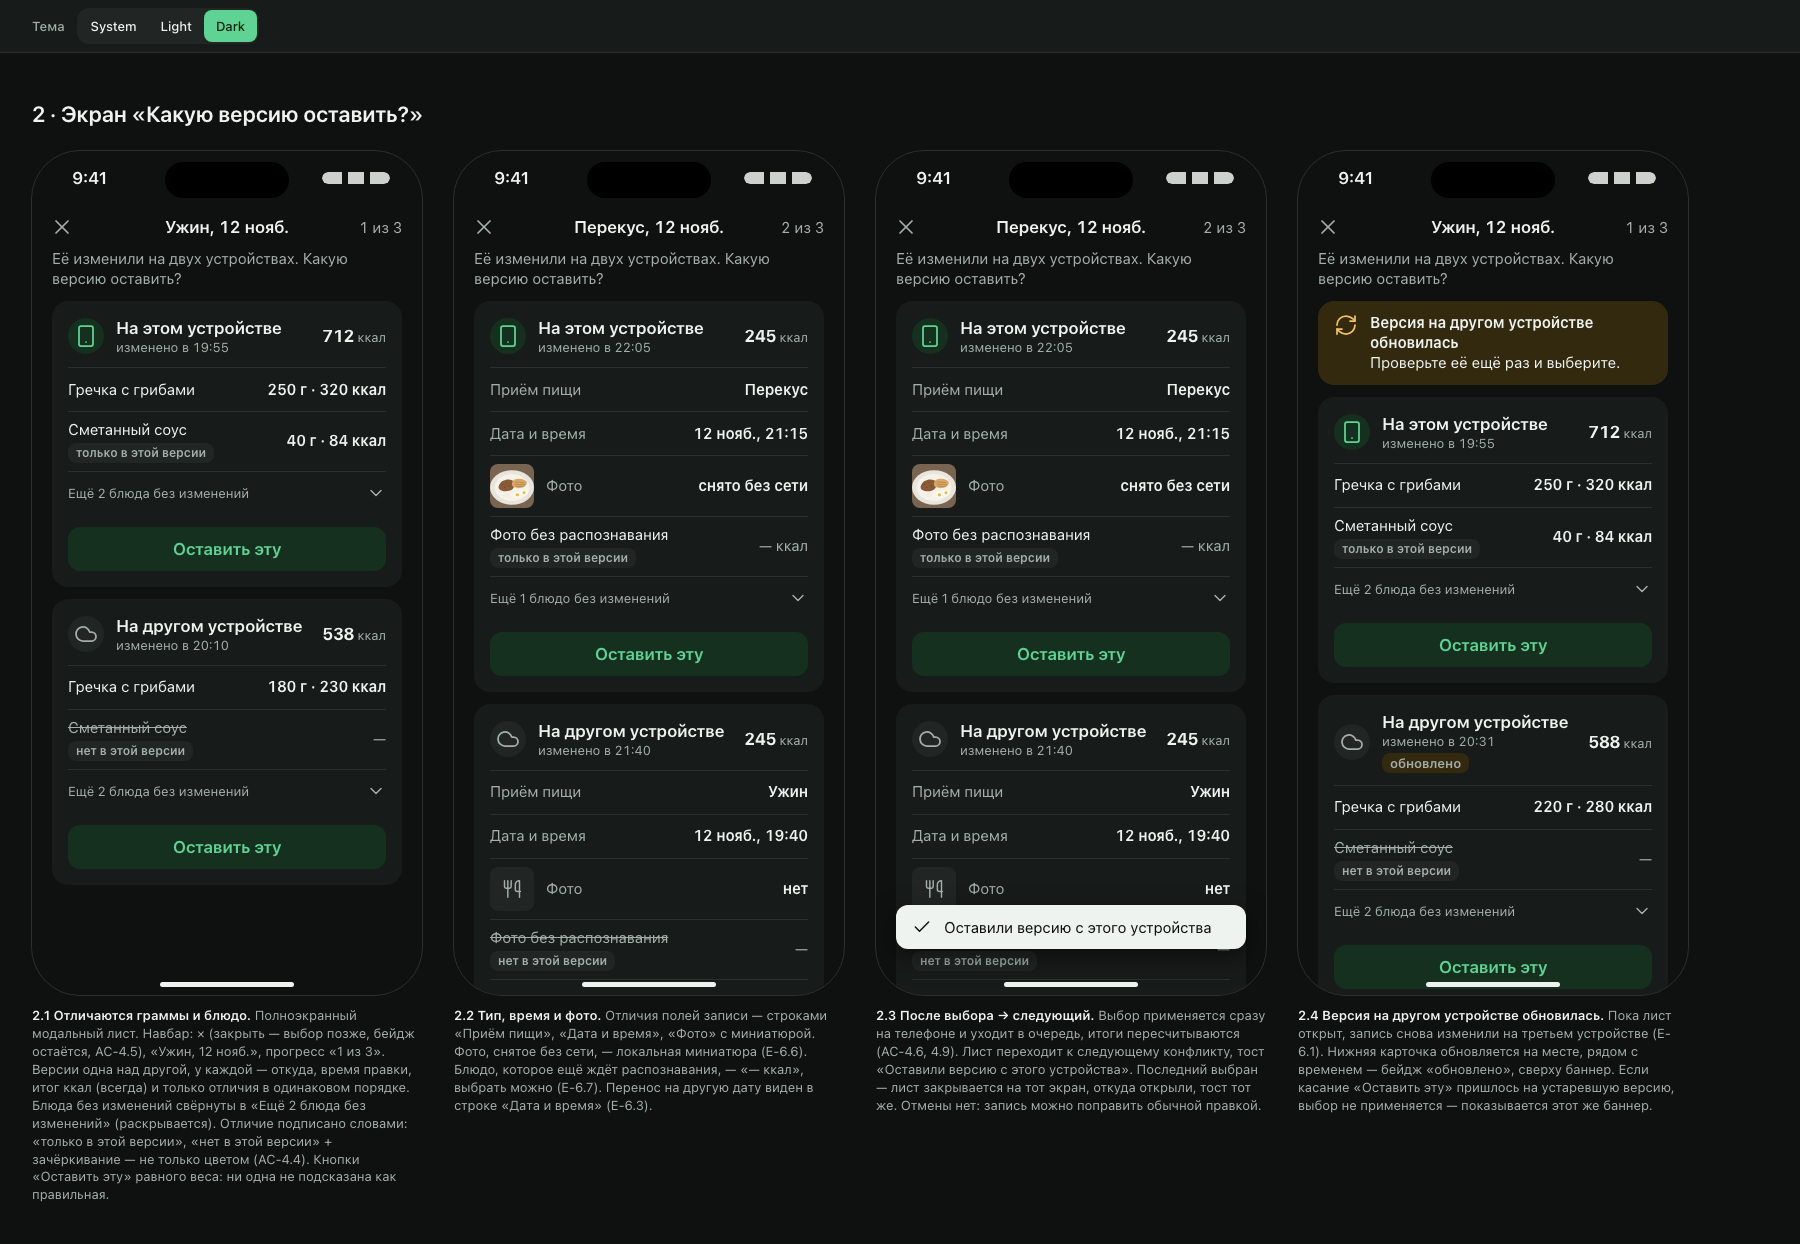 Тема System Light Dark
2 · Экран «Какую версию оставить?»
9:41
Ужин, 12 нояб. 1 из 3
Её изменили на двух устройствах. Какую
версию оставить?
На этом устройстве
изменено в 19:55
712 ккал
Гречка с грибами 250 г · 320 ккал
Сметанный соус
только в этой версии
40 г · 84 ккал
Ещё 2 блюда без изменений
Оставить эту
На другом устройстве
изменено в 20:10
538 ккал
Гречка с грибами 180 г · 230 ккал
Сметанный соус
нет в этой версии
—
Ещё 2 блюда без изменений
Оставить эту
2.1 Отличаются граммы и блюдо. Полноэкранный
модальный лист. Навбар: × (закрыть — выбор позже, бейдж
остаётся, AC-4.5), «Ужин, 12 нояб.», прогресс «1 из 3».
Версии одна над другой, у каждой — откуда, время правки,
итог ккал (всегда) и только отличия в одинаковом порядке.
Блюда без изменений свёрнуты в «Ещё 2 блюда без
изменений» (раскрывается). Отличие подписано словами:
«только в этой версии», «нет в этой версии» +
зачёркивание — не только цветом (AC-4.4). Кнопки
«Оставить эту» равного веса: ни одна не подсказана как
правильная.
9:41
Перекус, 12 нояб. 2 из 3
Её изменили на двух устройствах. Какую
версию оставить?
На этом устройстве
изменено в 22:05
245 ккал
Приём пищи Перекус
Дата и время 12 нояб., 21:15
Фото снято без сети
Фото без распознавания
только в этой версии
— ккал
Ещё 1 блюдо без изменений
Оставить эту
На другом устройстве
изменено в 21:40
245 ккал
Приём пищи Ужин
Дата и время 12 нояб., 19:40
Фото нет
Фото без распознавания
нет в этой версии
—
2.2 Тип, время и фото. Отличия полей записи — строками
«Приём пищи», «Дата и время», «Фото» с миниатюрой.
Фото, снятое без сети, — локальная миниатюра (E-6.6).
Блюдо, которое ещё ждёт распознавания, — «— ккал»,
выбрать можно (E-6.7). Перенос на другую дату виден в
строке «Дата и время» (E-6.3).
9:41
Перекус, 12 нояб. 2 из 3
Её изменили на двух устройствах. Какую
версию оставить?
На этом устройстве
изменено в 22:05
245 ккал
Приём пищи Перекус
Дата и время 12 нояб., 21:15
Фото снято без сети
Фото без распознавания
только в этой версии
— ккал
Ещё 1 блюдо без изменений
Оставить эту
На другом устройстве
изменено в 21:40
245 ккал
Приём пищи Ужин
Дата и время 12 нояб., 19:40
Фото нет
Оставили версию с этого устройства
нет в этой версии
2.3 После выбора → следующий. Выбор применяется сразу
на телефоне и уходит в очередь, итоги пересчитываются
(AC-4.6, 4.9). Лист переходит к следующему конфликту, тост
«Оставили версию с этого устройства». Последний выбран
— лист закрывается на тот экран, откуда открыли, тост тот
же. Отмены нет: запись можно поправить обычной правкой.
9:41
Ужин, 12 нояб. 1 из 3
Её изменили на двух устройствах. Какую
версию оставить?
Версия на другом устройстве
обновилась
Проверьте её ещё раз и выберите.
На этом устройстве
изменено в 19:55
712 ккал
Гречка с грибами 250 г · 320 ккал
Сметанный соус
только в этой версии
40 г · 84 ккал
Ещё 2 блюда без изменений
Оставить эту
На другом устройстве
изменено в 20:31
обновлено
588 ккал
Гречка с грибами 220 г · 280 ккал
Сметанный соус
нет в этой версии
—
Ещё 2 блюда без изменений
Оставить эту
2.4 Версия на другом устройстве обновилась. Пока лист
открыт, запись снова изменили на третьем устройстве (E-
6.1). Нижняя карточка обновляется на месте, рядом с
временем — бейдж «обновлено», сверху баннер. Если
касание «Оставить эту» пришлось на устаревшую версию,
выбор не применяется — показывается этот же баннер.